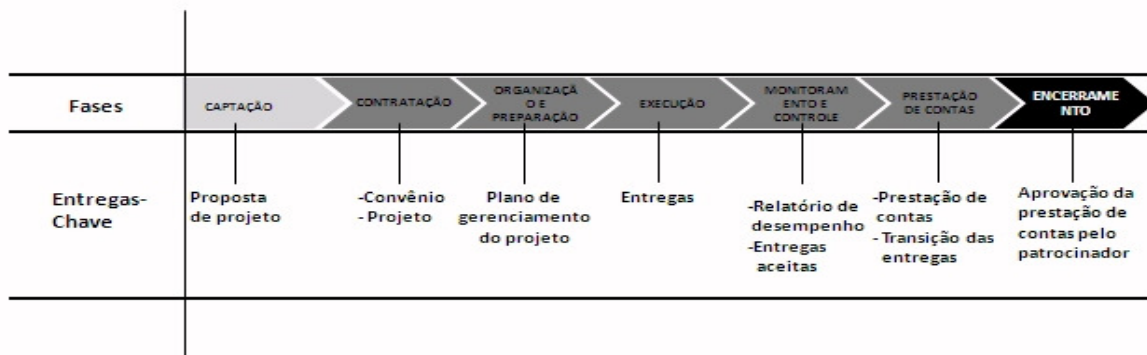 Fases
CAPTAÇÃO
CONTRATAÇÃO
ORGANIZAÇÃ
O E
PREPARAÇÃO
EXECUÇÃO
MONITORAM
ENTO E
CONTROLE
PRESTAÇÃO
DE CONTAS
ENCERRAME
NTO
Entregas-
Chave
Proposta
de projeto
-Convênio
- Projeto
Plano de
gerenciamento
do projeto
Entregas
-Relatório de
desempenho
-Entregas
aceitas
-Prestação de
contas
- Transição das
entregas
Aprovação da
prestação de
contas pelo
patrocinador